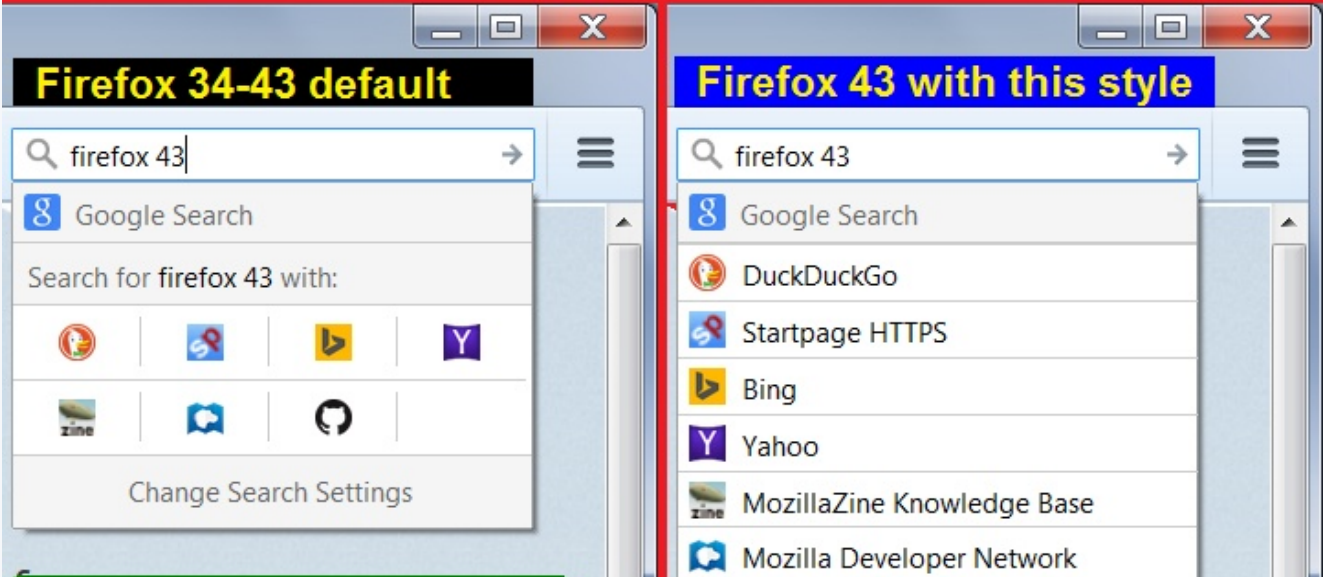 Firefox 34-43 default
firefox 43
Google Search
Search for firefox 43 with:
zine
Change Search Settings
Firefox 43 with this style
firefox 43
Google Search
DuckDuckGo
Startpage HTTPS
Bing
Yahoo
MozillaZine Knowledge Base
Mozilla Developer Network